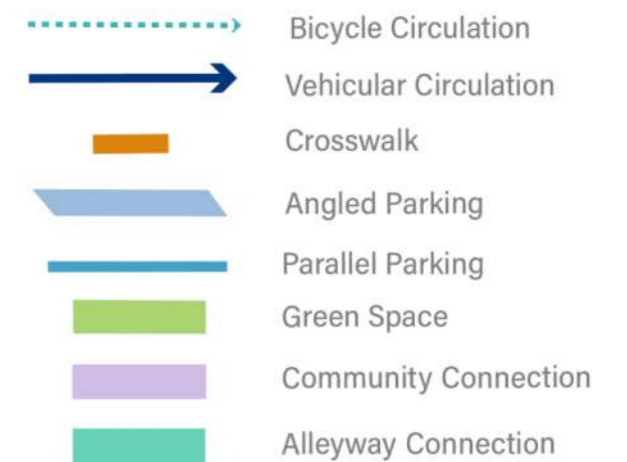 Bicycle Circulation
Vehicular Circulation
Crosswalk
Angled Parking
Parallel Parking
Green Space
Community Connection
Alleyway Connection